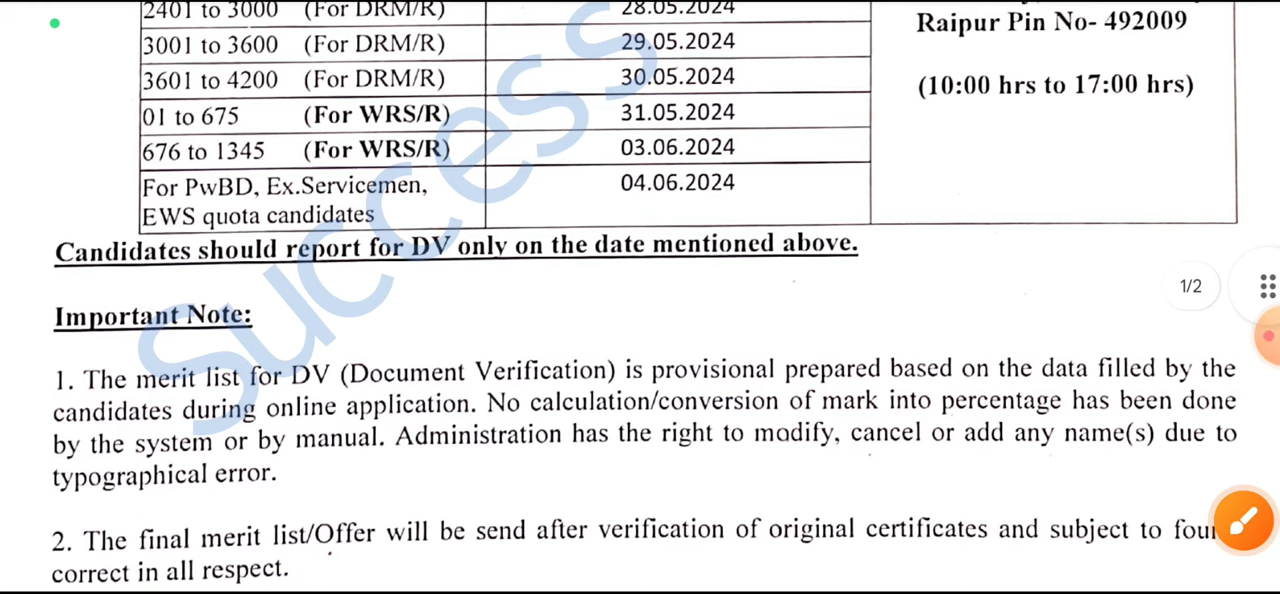 2401 to 3000 (For DRM/R) 28.05.2024
3001 to 3600 (For DRM/R) 29.05.2024
3601 to 4200 (For DRM/R) 30.05.2024
01 to 675 (For WRS/R) 31.05.2024
676 to 1345 (For WRS/R) 03.06.2024
For PwBD, Ex.Servicemen, 04.06.2024
EWS quota candidates
Raipur Pin No- 492009
(10:00 hrs to 17:00 hrs)
Candidates should report for DV only on the date mentioned above.
1/2
Important Note:
1. The merit list for DV (Document Verification) is provisional prepared based on the data filled by the
candidates during online application. No calculation/conversion of mark into percentage has been done
by the system or by manual. Administration has the right to modify, cancel or add any name(s) due to
typographical error.
2. The final merit list/Offer will be send after verification of original certificates and subject to
correct in all respect.
Success